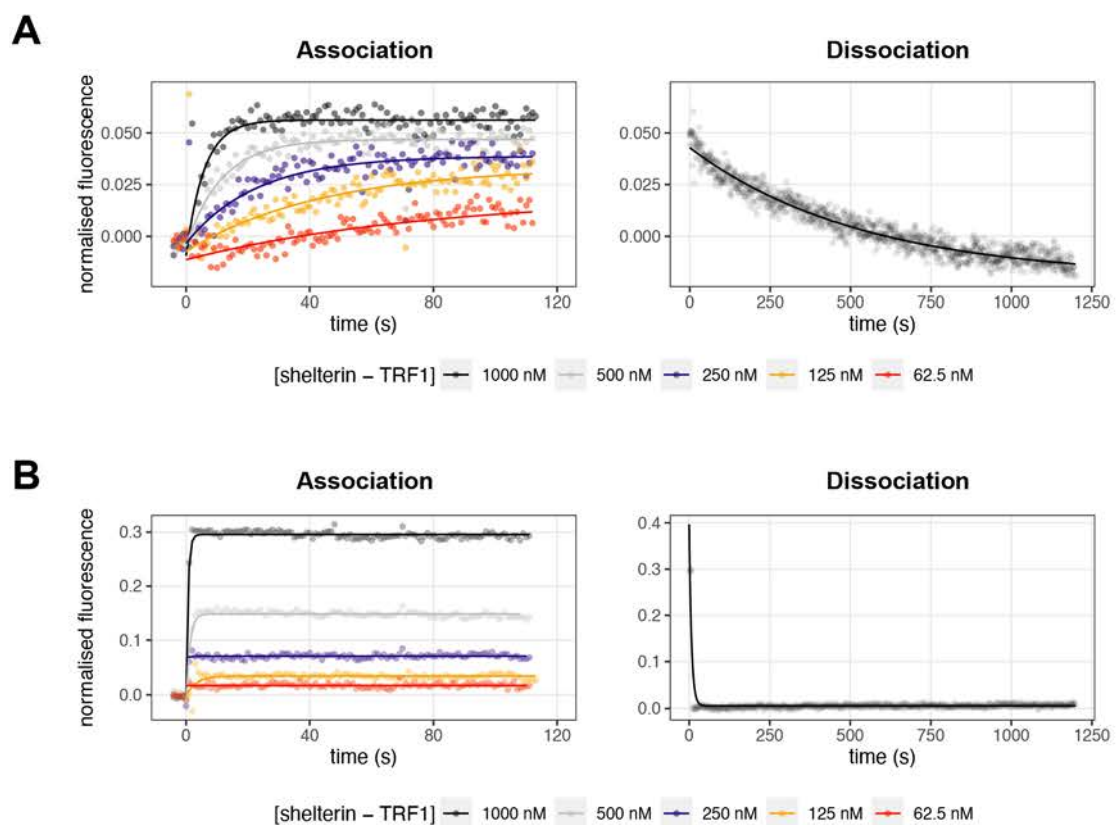 A
Association
Dissociation
normalised fluorescence
0.050
0.025
0.000
0 40 80 120
time (s)
0.050
0.025
0.000
0 250 500 750 1000 1250
time (s)
[shelterin – TRF1] 1000 nM 500 nM 250 nM 125 nM 62.5 nM
B
Association
Dissociation
normalised fluorescence
0.3
0.2
0.1
0.0
0 40 80 120
time (s)
0.4
0.3
0.2
0.1
0.0
0 250 500 750 1000 1250
time (s)
[shelterin – TRF1] 1000 nM 500 nM 250 nM 125 nM 62.5 nM